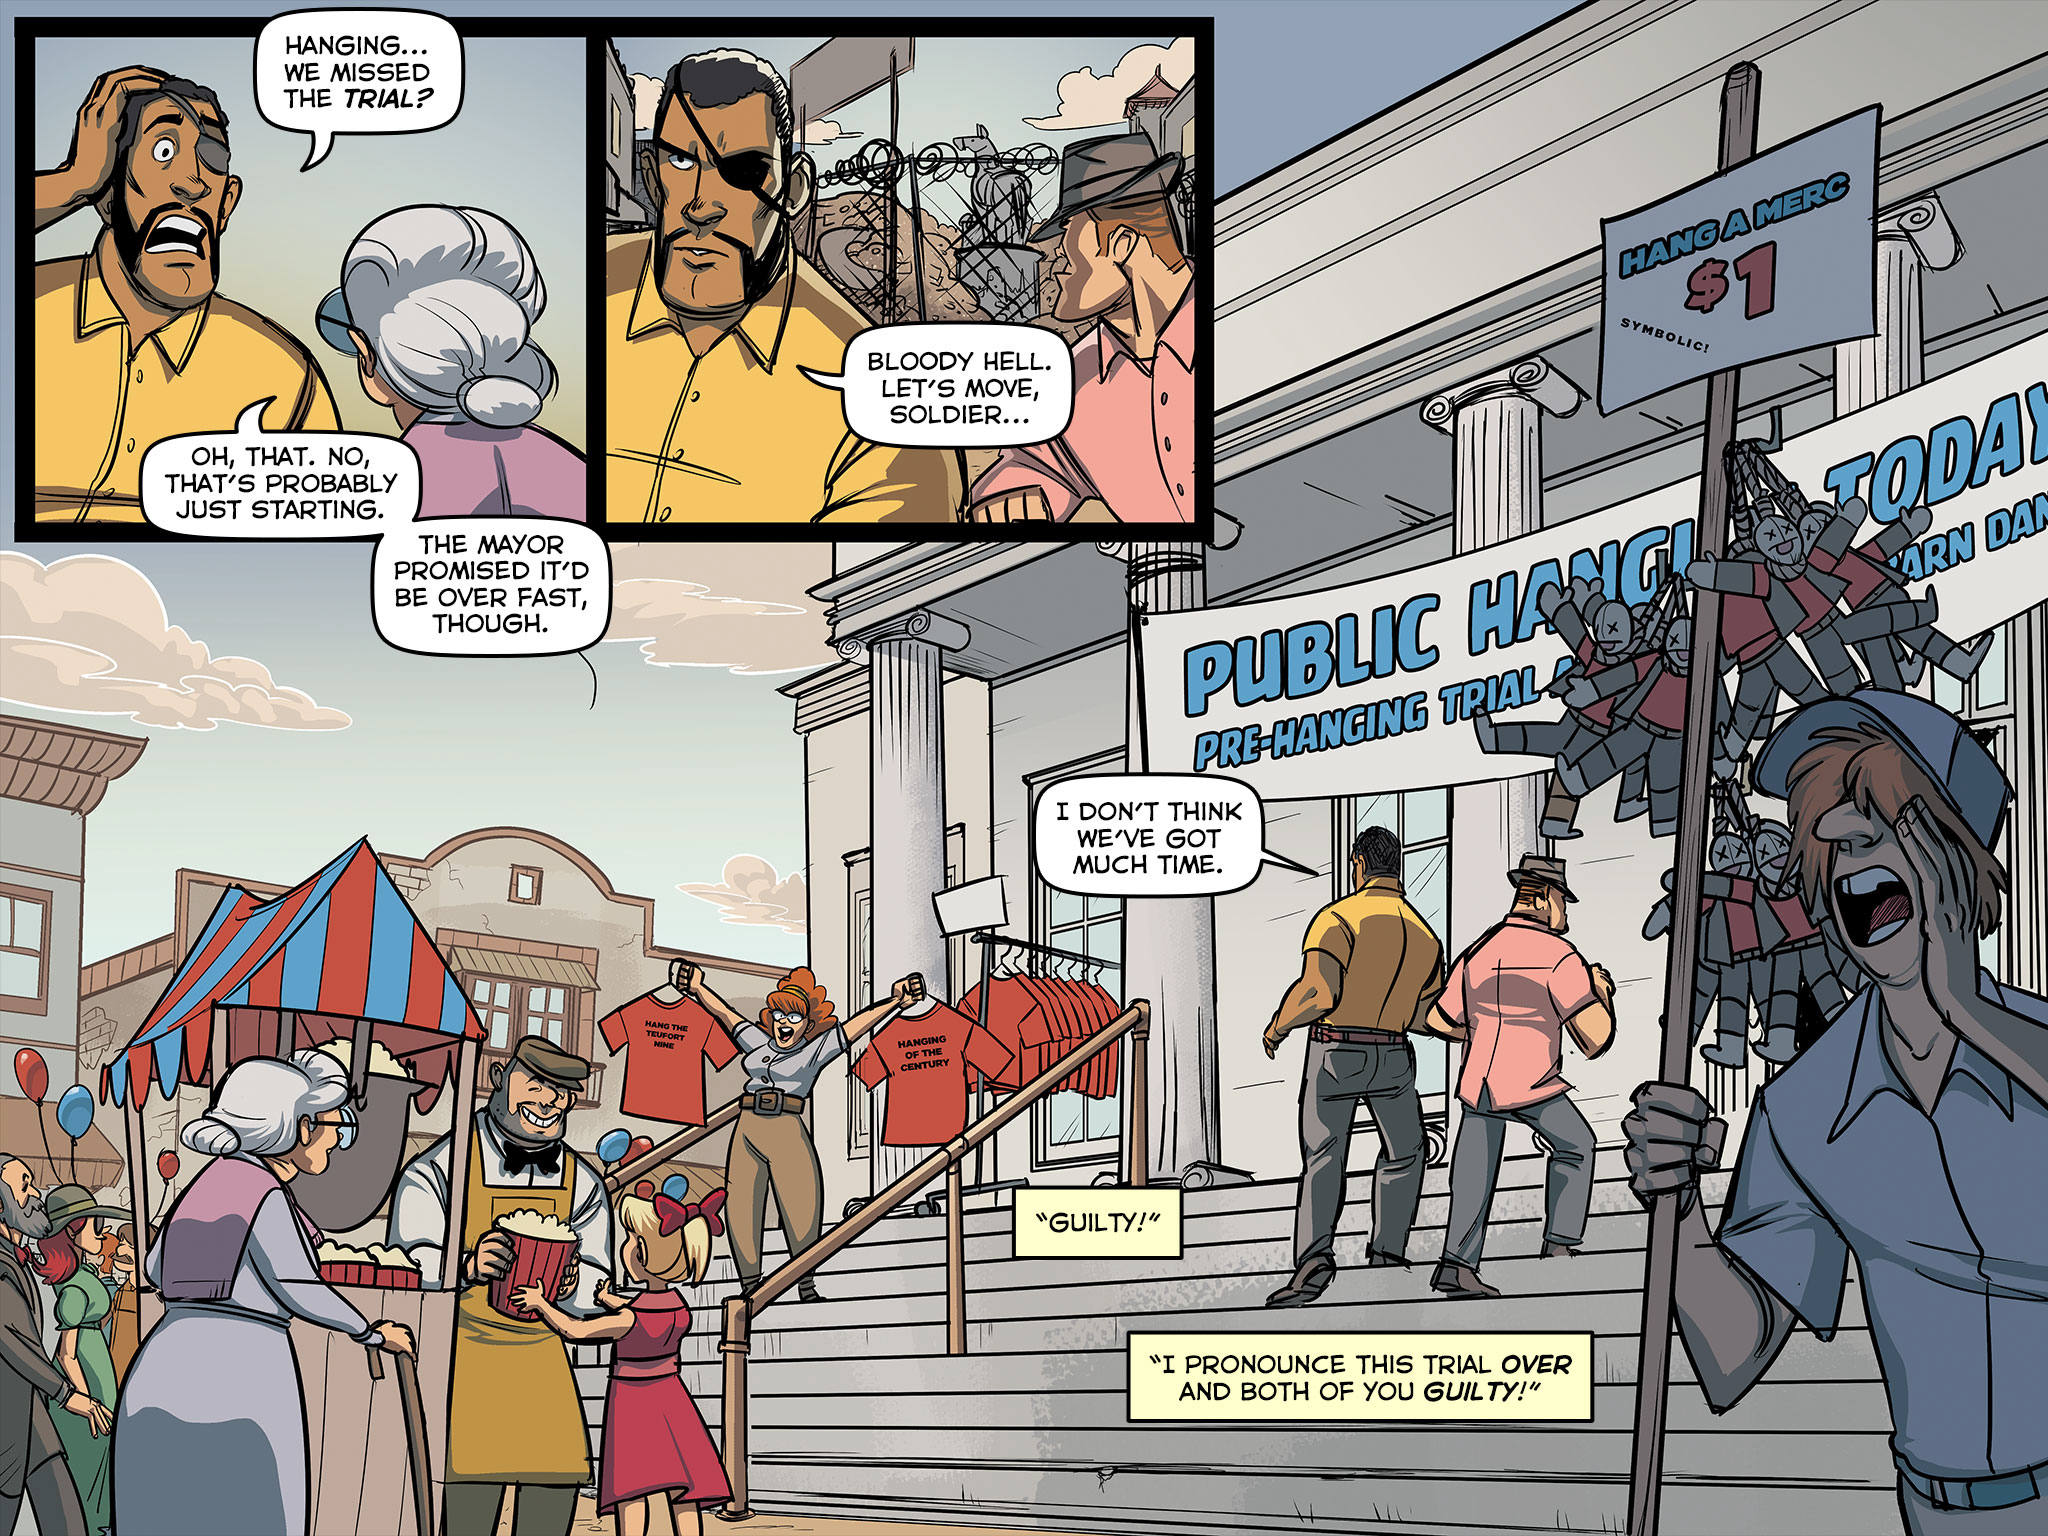 HANGING...
WE MISSED
THE TRIAL?
OH, THAT. NO,
THAT'S PROBABLY
JUST STARTING.
THE MAYOR
PROMISED IT'D
BE OVER FAST,
THOUGH.
BLOODY HELL.
LET'S MOVE,
SOLDIER...
HANG A MERC
$1
SYMBOLIC!
PUBLIC TODAY
PRE-HANGING TRIAL
I DON'T THINK
WE'VE GOT
MUCH TIME.
HANG THE
TEUFORT
NINE
HANGING
OF THE
CENTURY
"GUILTY!"
"I PRONOUNCE THIS TRIAL OVER
AND BOTH OF YOU GUILTY!"